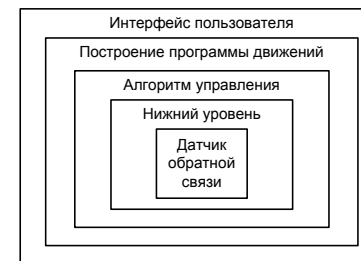 Интерфейс пользователя
Построение программы движений
Алгоритм управления
Нижний уровень
Датчик
обратной
связи